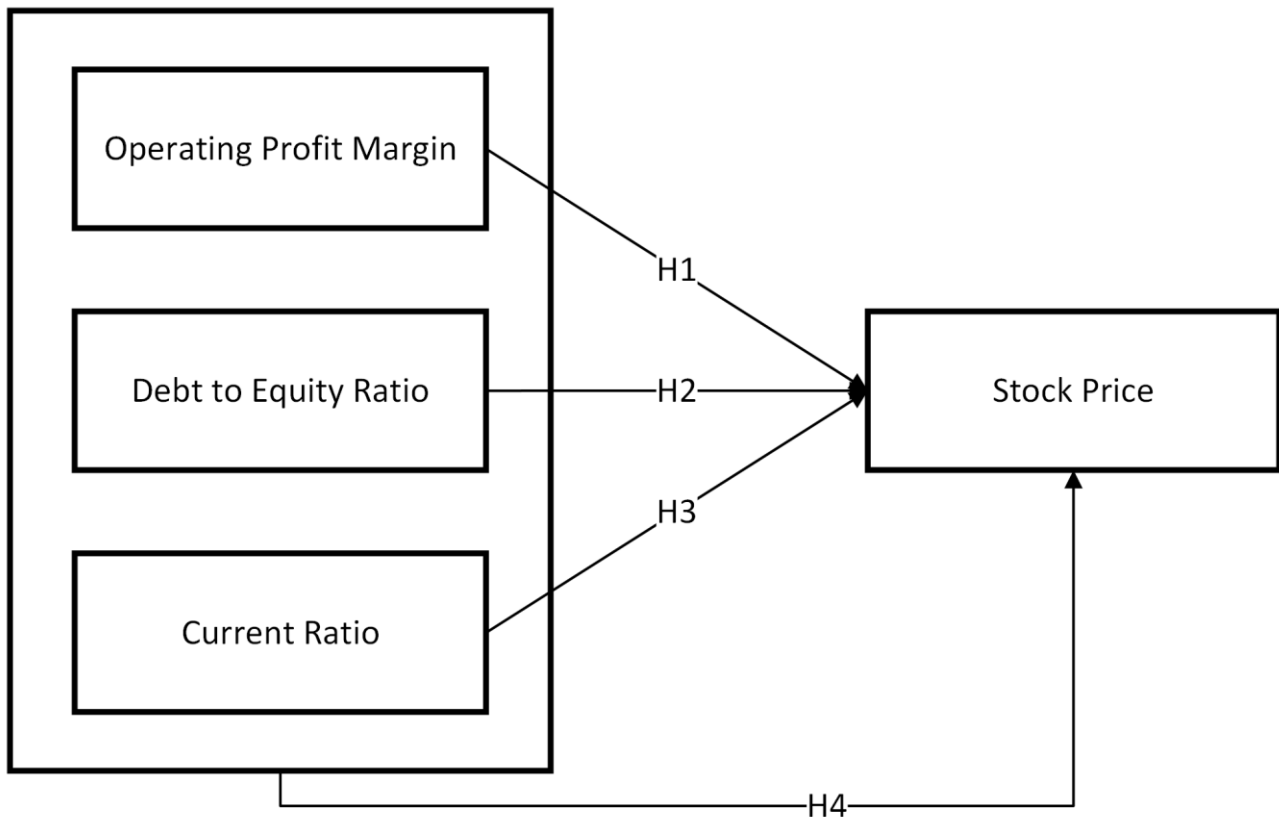 Operating Profit Margin
H1
Debt to Equity Ratio
H2
Stock Price
H3
Current Ratio
H4